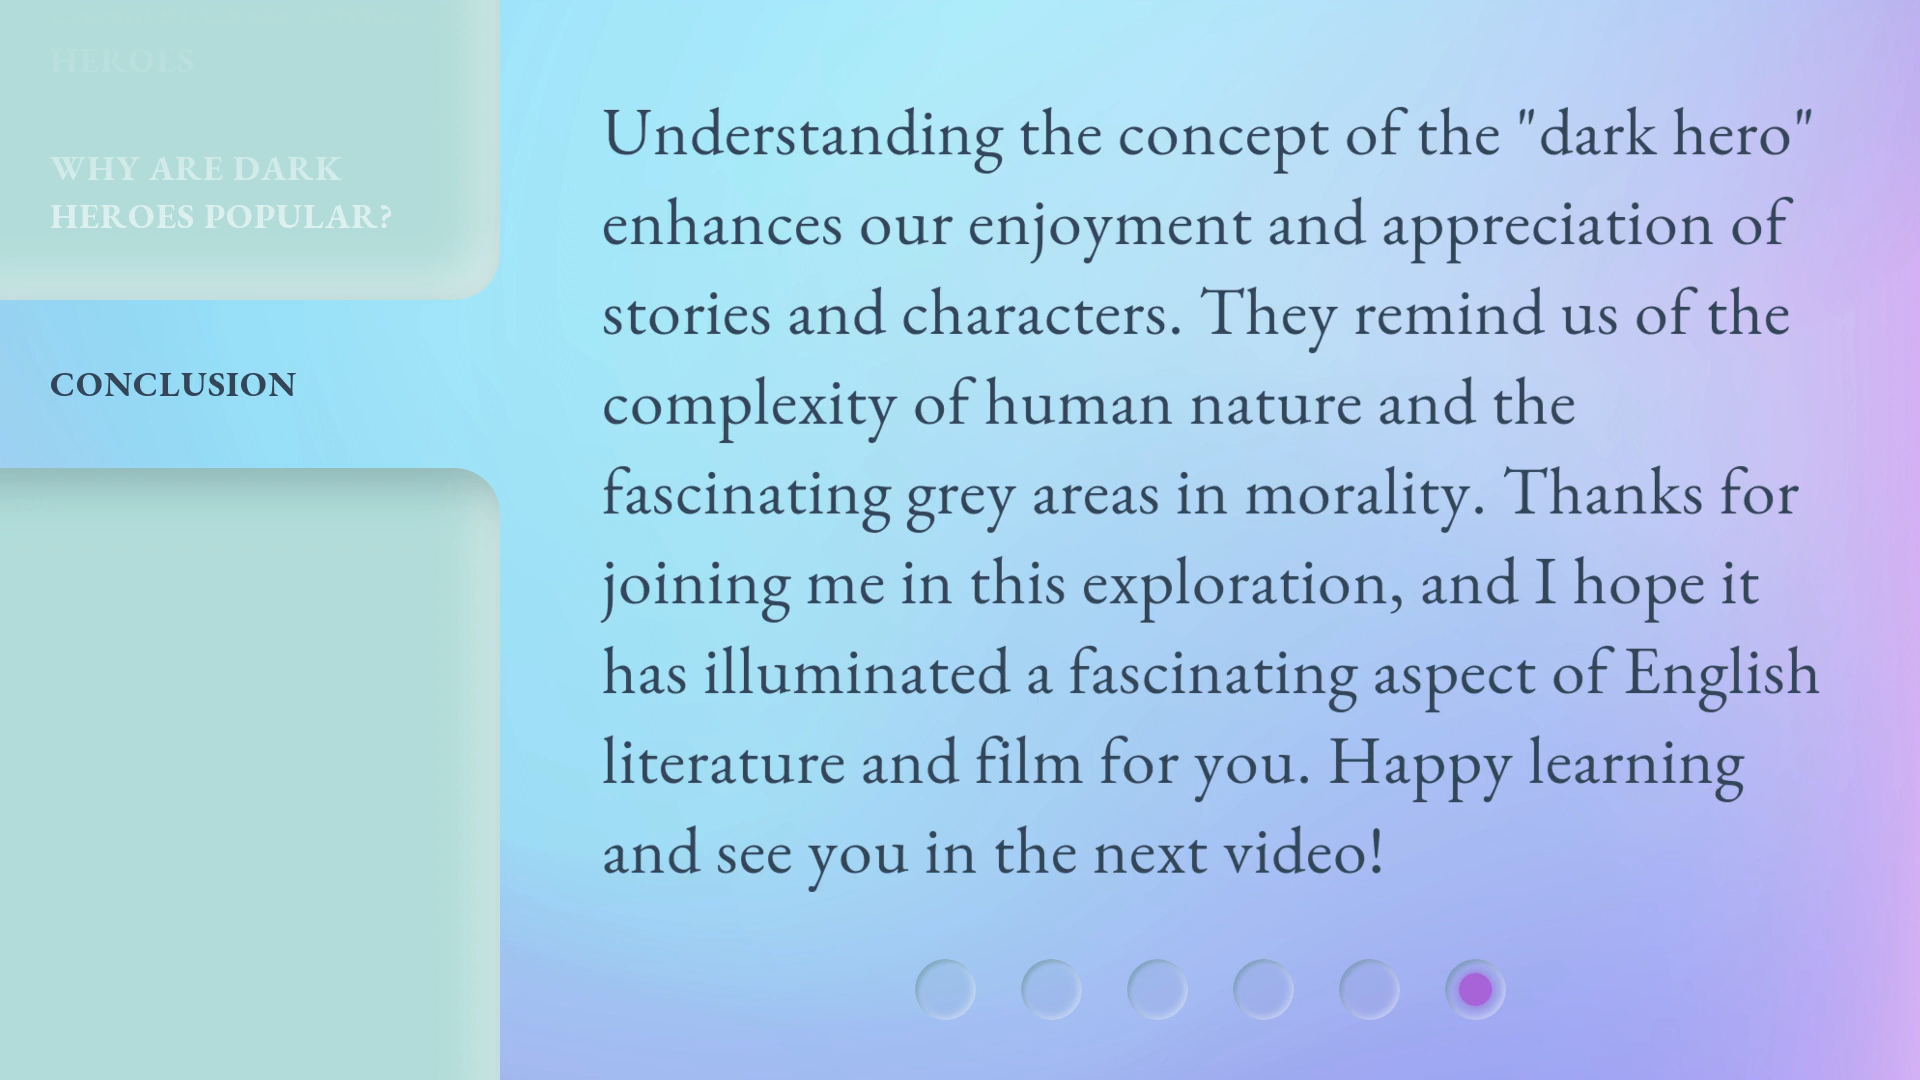 HEROES
WHY ARE DARK
HEROES POPULAR?
CONCLUSION
Understanding the concept of the "dark hero"
enhances our enjoyment and appreciation of
stories and characters. They remind us of the
complexity of human nature and the
fascinating grey areas in morality. Thanks for
joining me in this exploration, and I hope it
has illuminated a fascinating aspect of English
literature and film for you. Happy learning
and see you in the next video!